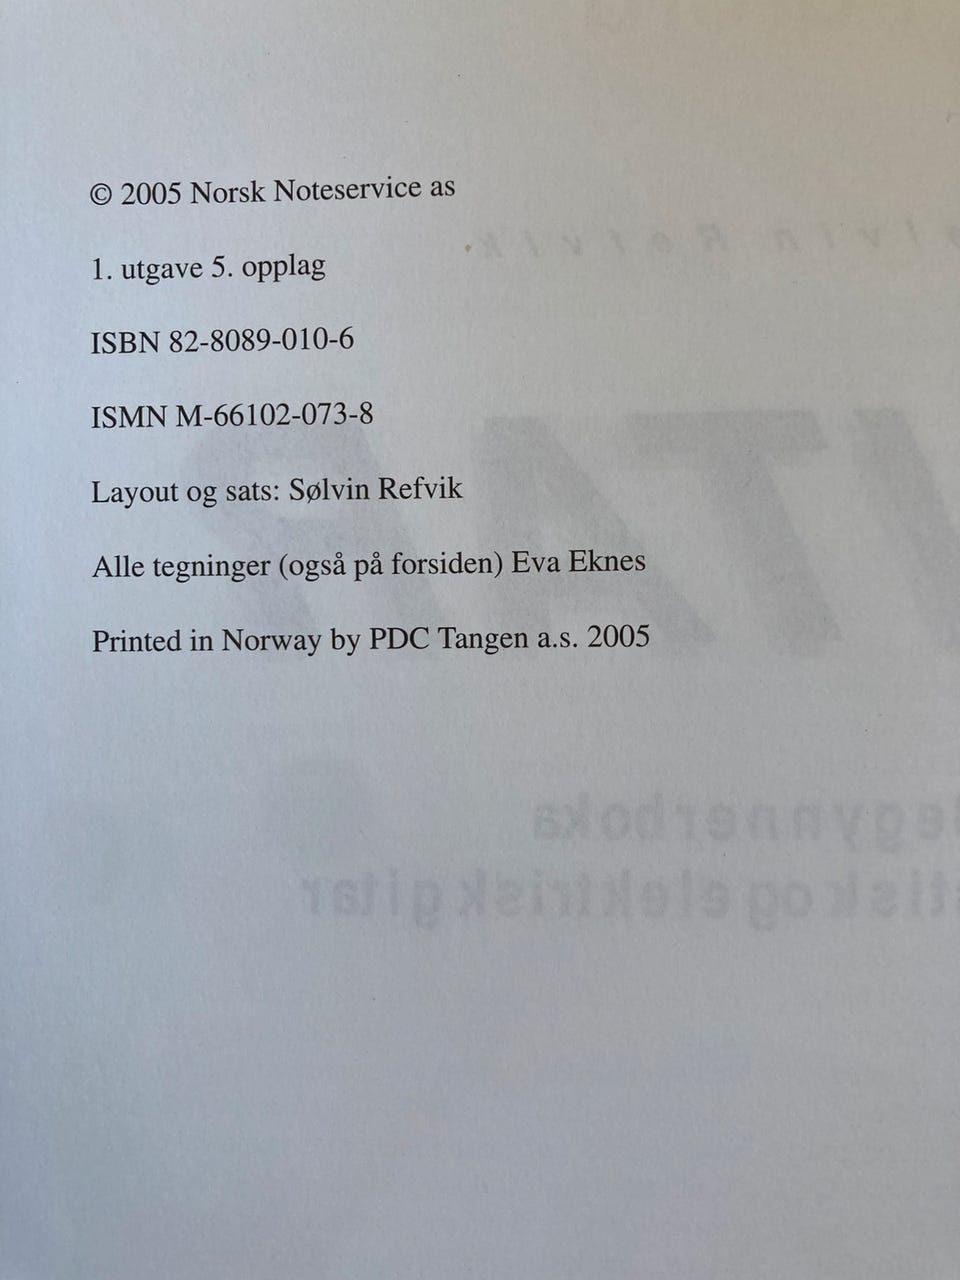 © 2005 Norsk Noteservice as
1. utgave 5. opplag
ISBN 82-8089-010-6
ISMN M-66102-073-8
Layout og sats: Sølvin Refvik
Alle tegninger (også på forsiden) Eva Eknes
Printed in Norway by PDC Tangen a.s. 2005